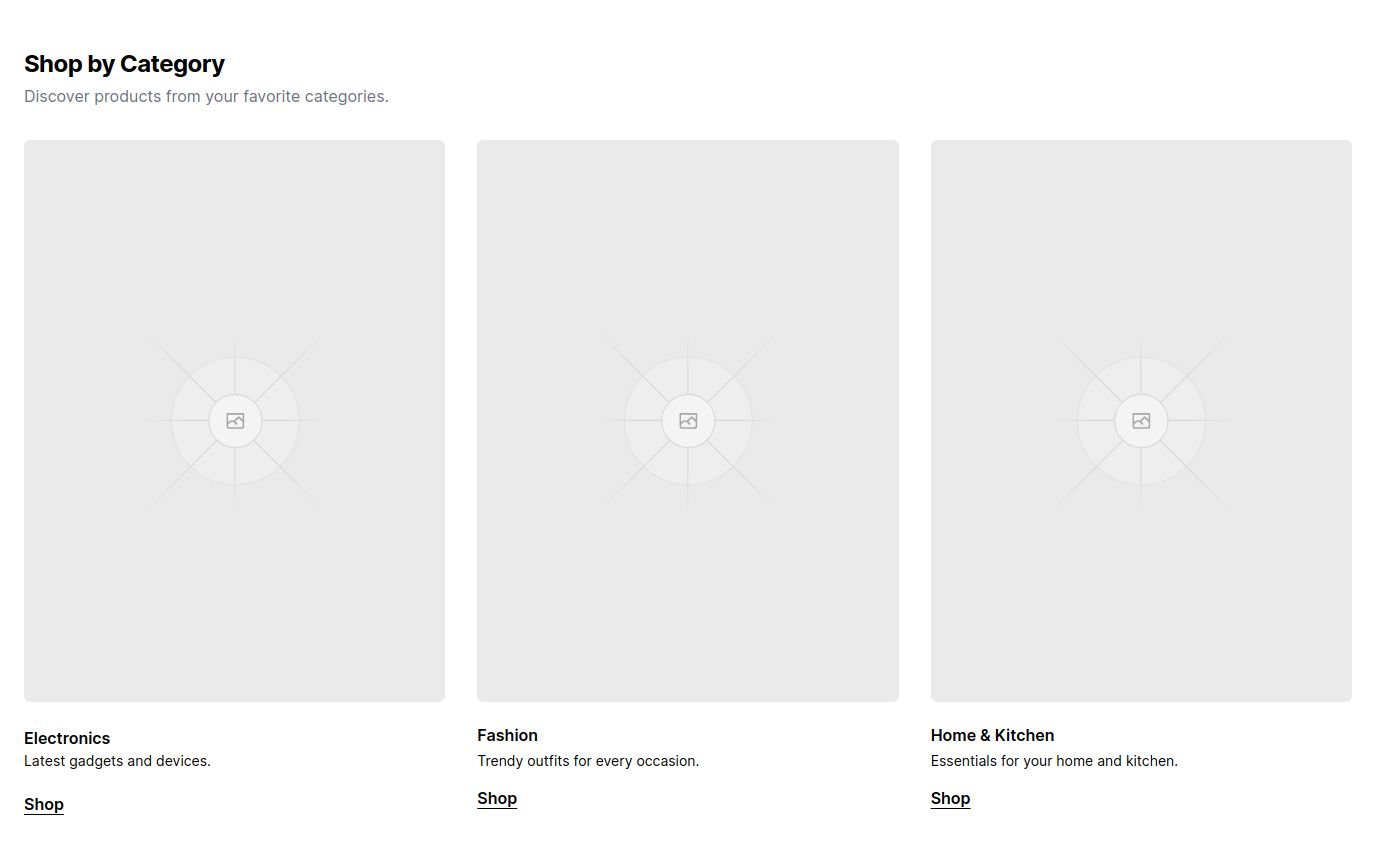 Shop by Category
Discover products from your favorite categories.
Electronics
Latest gadgets and devices.
Shop
Fashion
Trendy outfits for every occasion.
Shop
Home & Kitchen
Essentials for your home and kitchen.
Shop